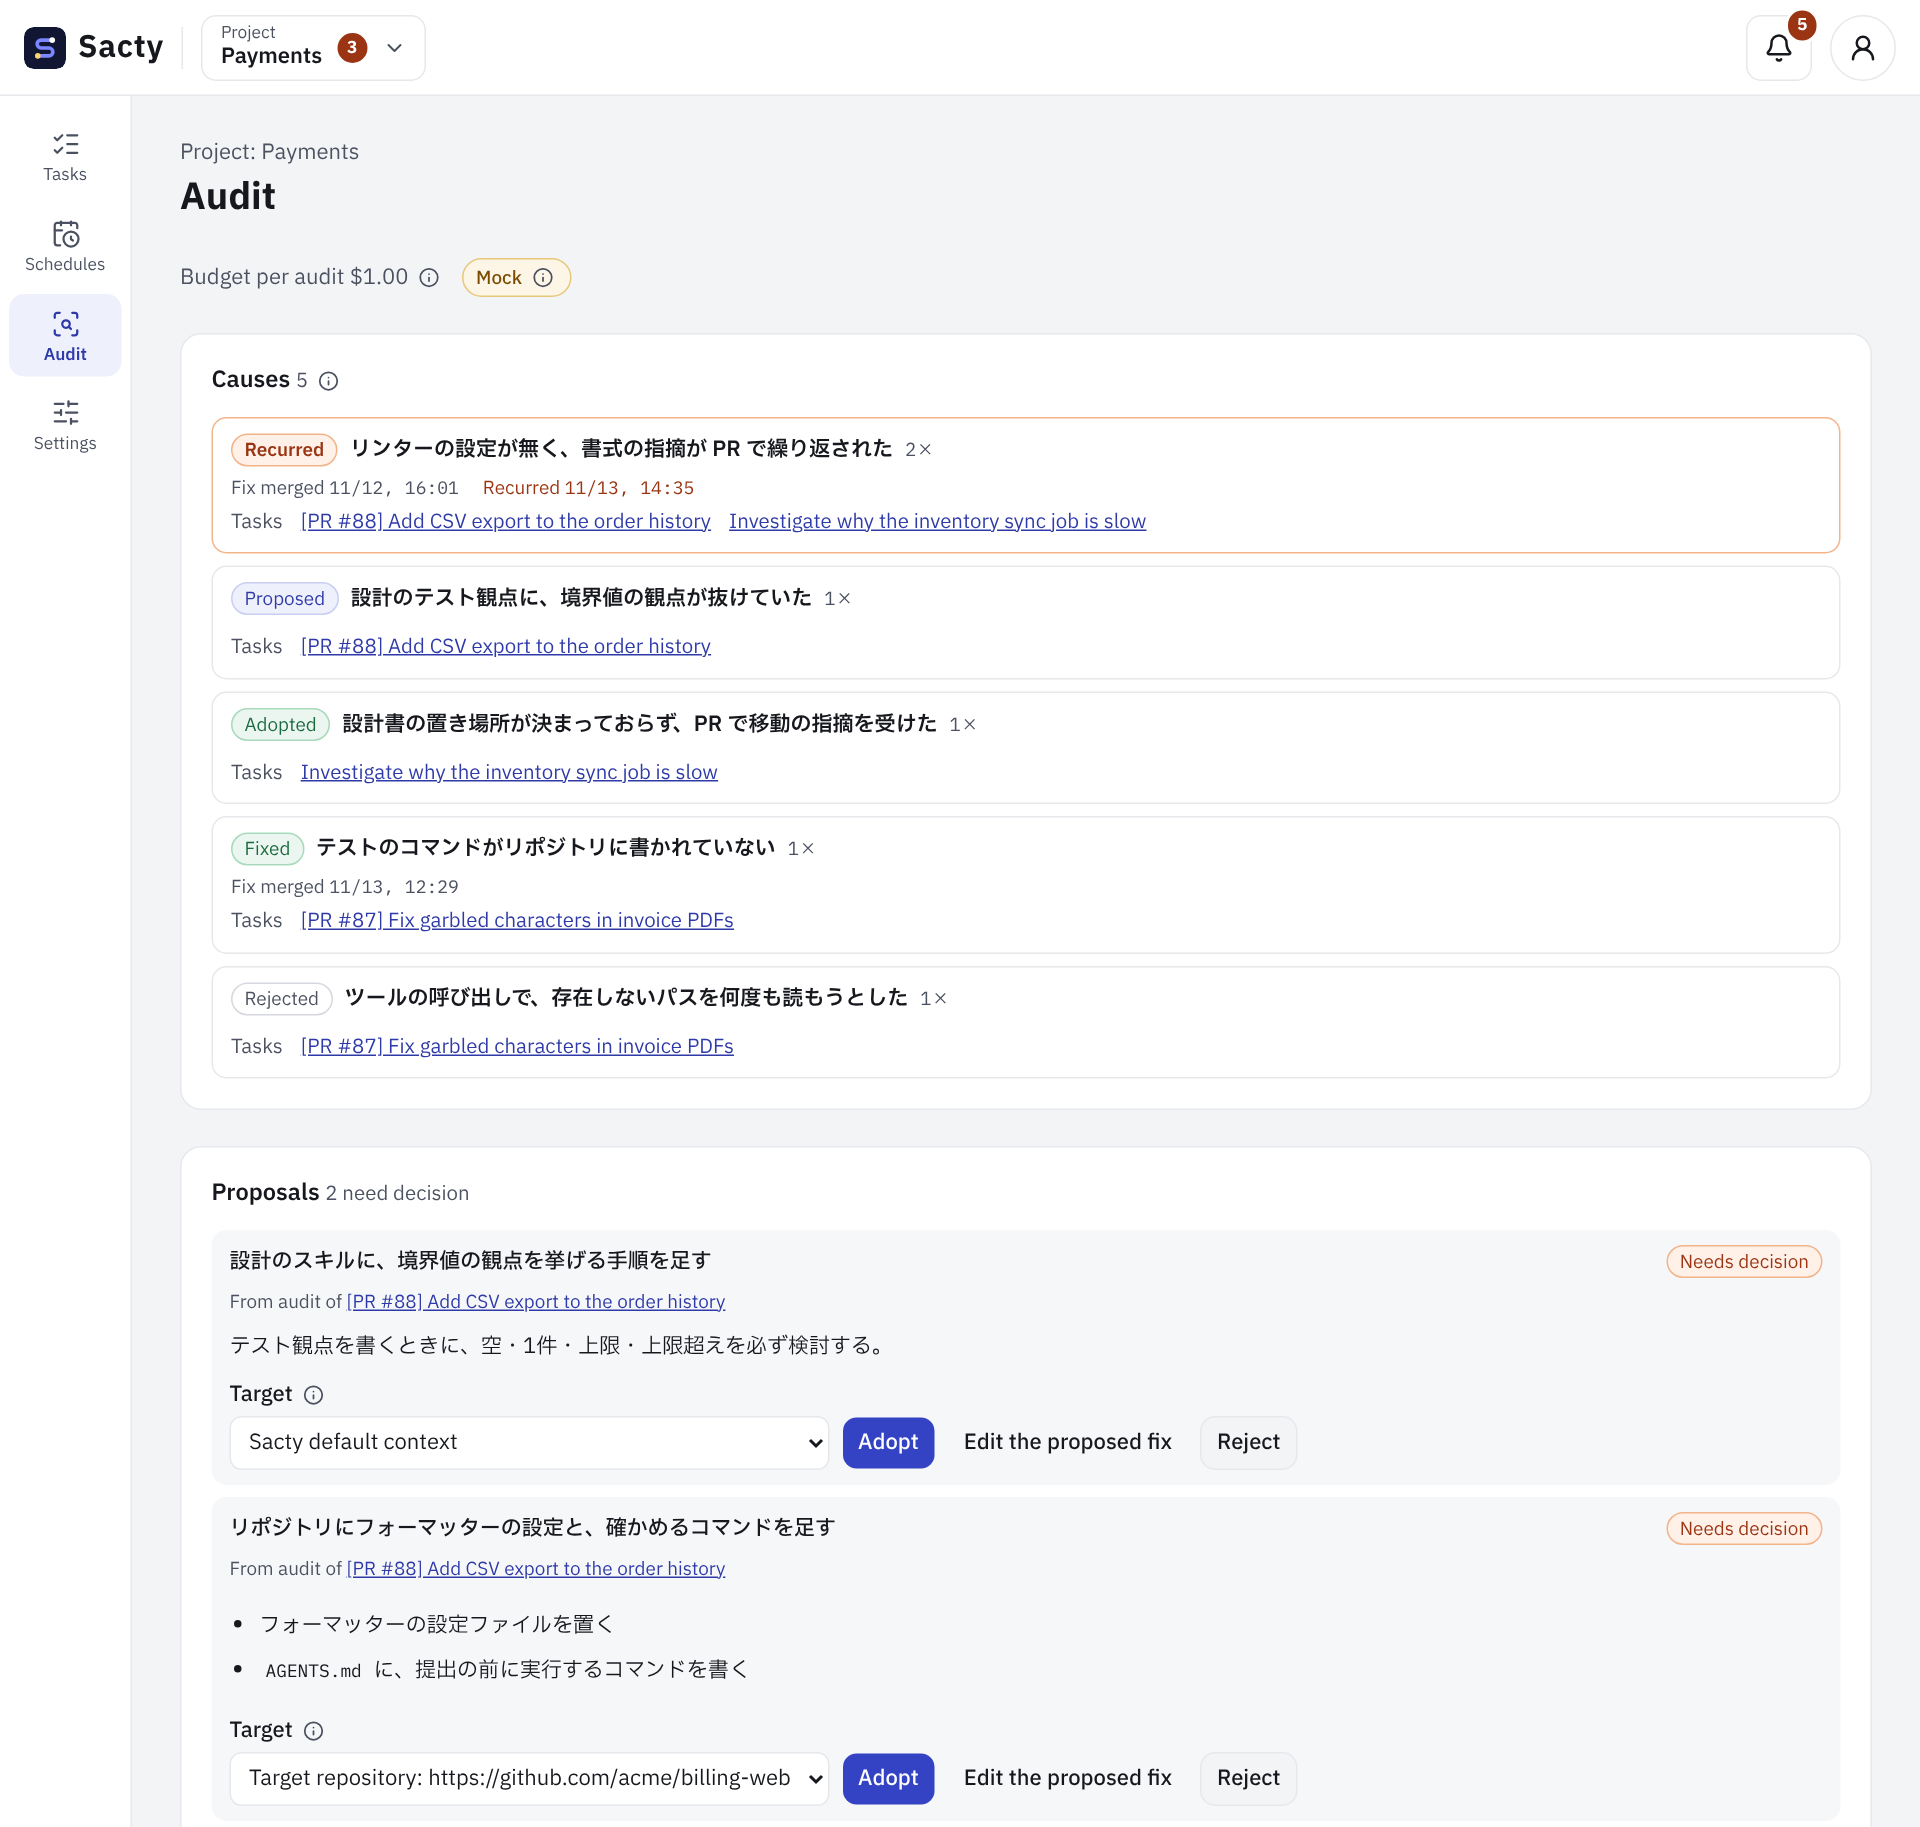 Sacty
Project
Payments 3
5
Tasks
Schedules
Audit
Settings
Project: Payments
Audit
Budget per audit $1.00 Mock
Causes 5
Recurred リンターの設定が無く、書式の指摘が PR で繰り返された 2×
Fix merged 11/12, 16:01 Recurred 11/13, 14:35
Tasks [PR #88] Add CSV export to the order history Investigate why the inventory sync job is slow
Proposed 設計のテスト観点に、境界値の観点が抜けていた 1×
Tasks [PR #88] Add CSV export to the order history
Adopted 設計書の置き場所が決まっておらず、PR で移動の指摘を受けた 1×
Tasks Investigate why the inventory sync job is slow
Fixed テストのコマンドがリポジトリに書かれていない 1×
Fix merged 11/13, 12:29
Tasks [PR #87] Fix garbled characters in invoice PDFs
Rejected ツールの呼び出しで、存在しないパスを何度も読もうとした 1×
Tasks [PR #87] Fix garbled characters in invoice PDFs
Proposals 2 need decision
設計のスキルに、境界値の観点を挙げる手順を足す Needs decision
From audit of [PR #88] Add CSV export to the order history
テスト観点を書くときに、空・1件・上限・上限超えを必ず検討する。
Target
Sacty default context Adopt Edit the proposed fix Reject
リポジトリにフォーマッターの設定と、確かめるコマンドを足す Needs decision
From audit of [PR #88] Add CSV export to the order history
• フォーマッターの設定ファイルを置く
• AGENTS.md に、提出の前に実行するコマンドを書く
Target
Target repository: https://github.com/acme/billing-web Adopt Edit the proposed fix Reject